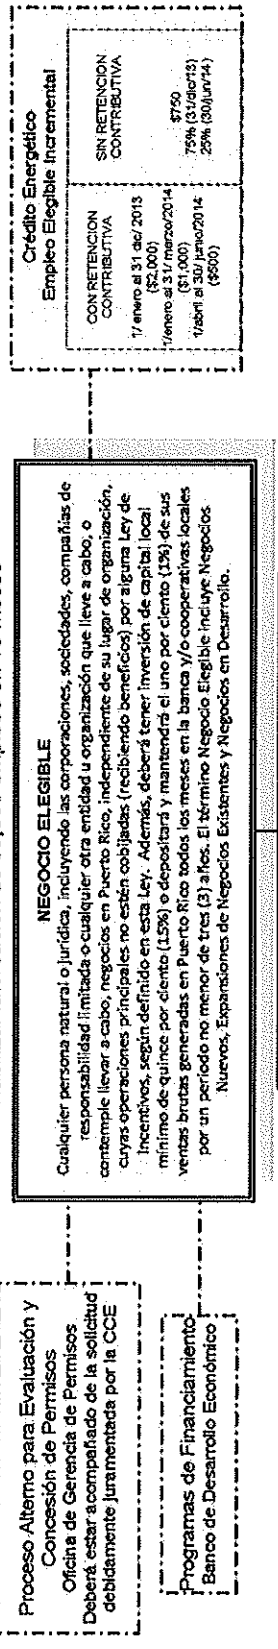 Proceso Alterno para Evaluación y
Concesión de Permisos
Oficina de Gerencia de Permisos
Deberá estar acompañado de la solicitud
debidamente juramentada por la CCE
Programas de Financiamiento
Banco de Desarrollo Económico
NEGOCIO ELEGIBLE
Cualquier persona natural o jurídica, incluyendo las corporaciones, sociedades, compañías de
responsabilidad limitada o cualquier otra entidad u organización que lleve a cabo, o
contemple llevar a cabo, negocios en Puerto Rico, independiente de su lugar de organización,
cuyas operaciones principales no estén cobijadas (recibiendo beneficios) por alguna Ley de
Incentivos, según definido en esta Ley. Además, deberá tener inversión de capital local
mínimo de quince por ciento (15%) o depositará y mantendrá el uno por ciento (1%) de sus
ventas brutas generadas en Puerto Rico todos los meses en la banca y/o cooperativas locales
por un periodo no menor de tres (3) años. El término Negocio Elegible incluye Negocios
Nuevos, Expansiones de Negocios Existentes y Negocios en Desarrollo.
Crédito Energético
Empleo Elegible Incremental
CON RETENCION
CONTRIBUTIVA
1/ enero al 31 dic/ 2013
($2,000)
1/enero al 31/ marzo/2014
($1,000)
1/abril al 30/ junio/2014
($500)
SIN RETENCION
CONTRIBUTIVA
$750
75% (31/dic/13)
25% (30/jun/14)